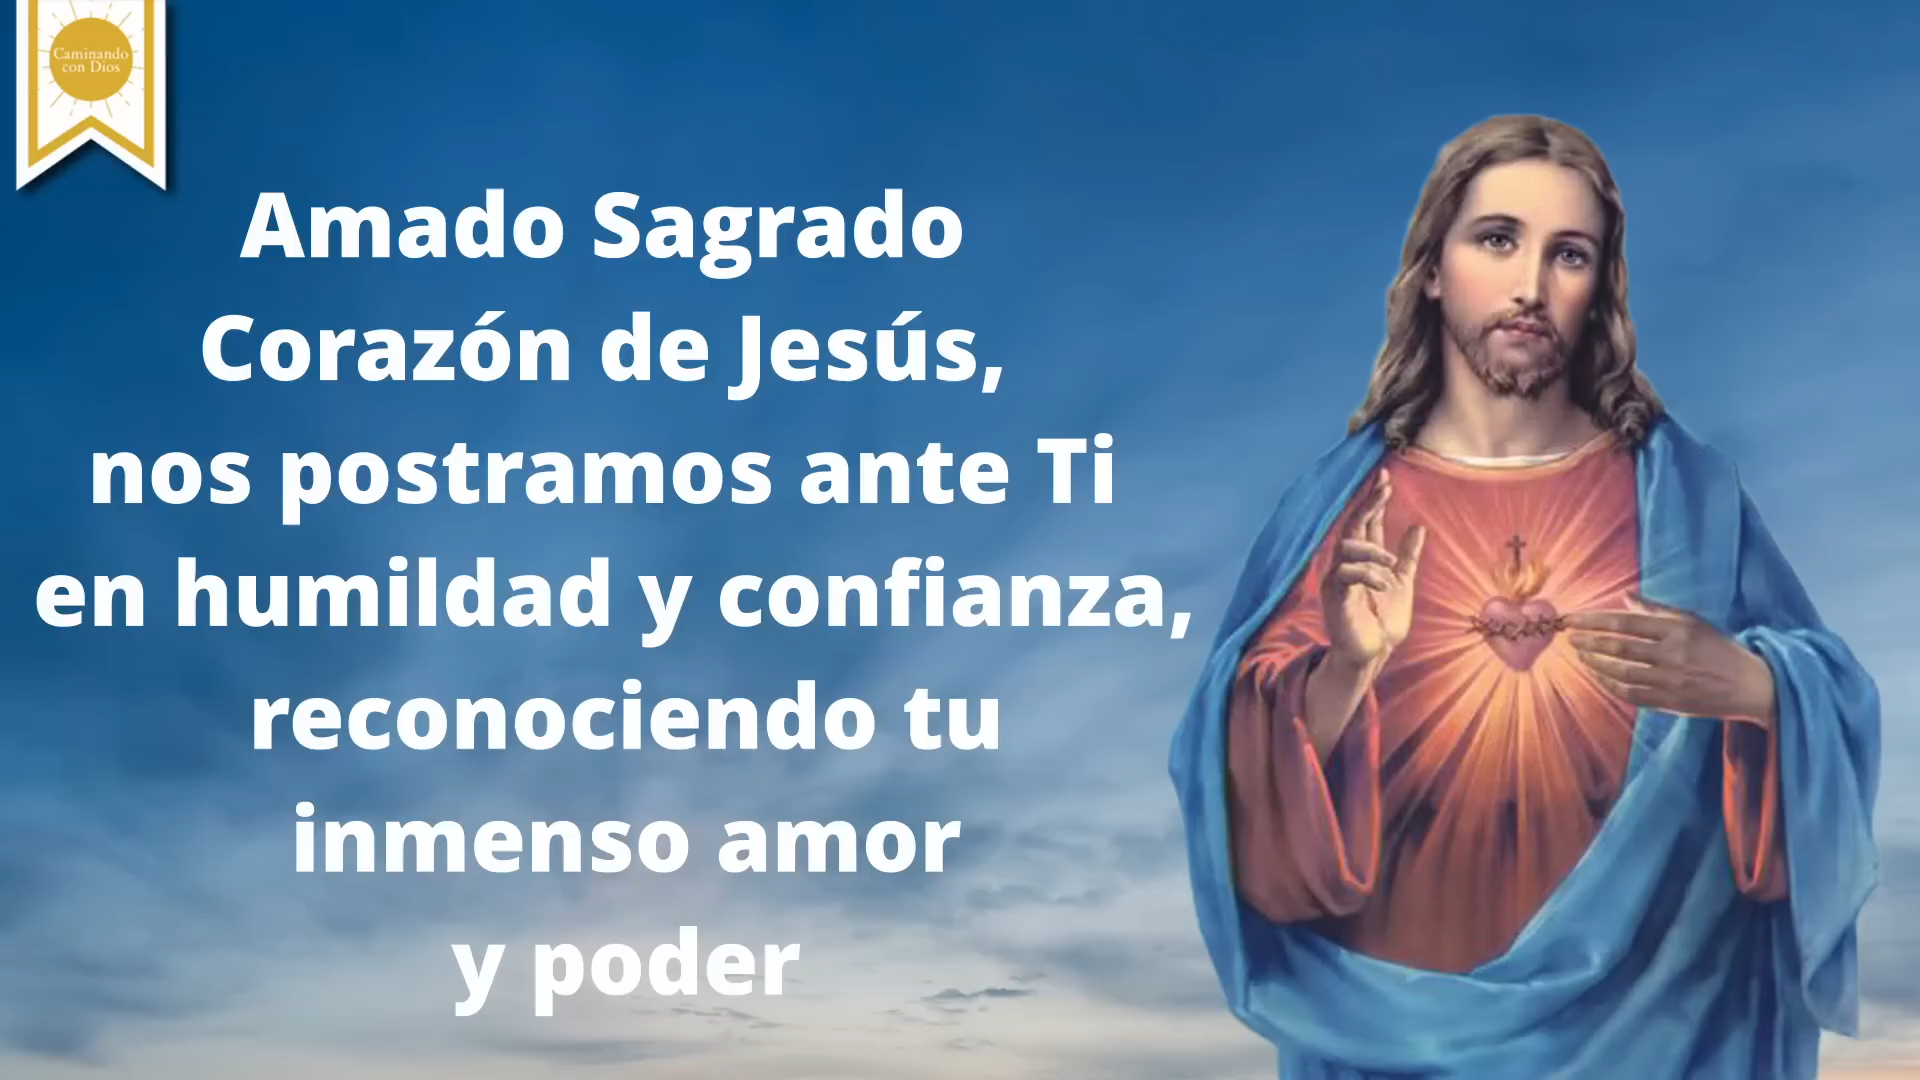 Caminando
con Dios
Amado Sagrado
Corazón de Jesús,
nos postramos ante Ti
en humildad y confianza,
reconociendo tu
inmenso amor
y poder